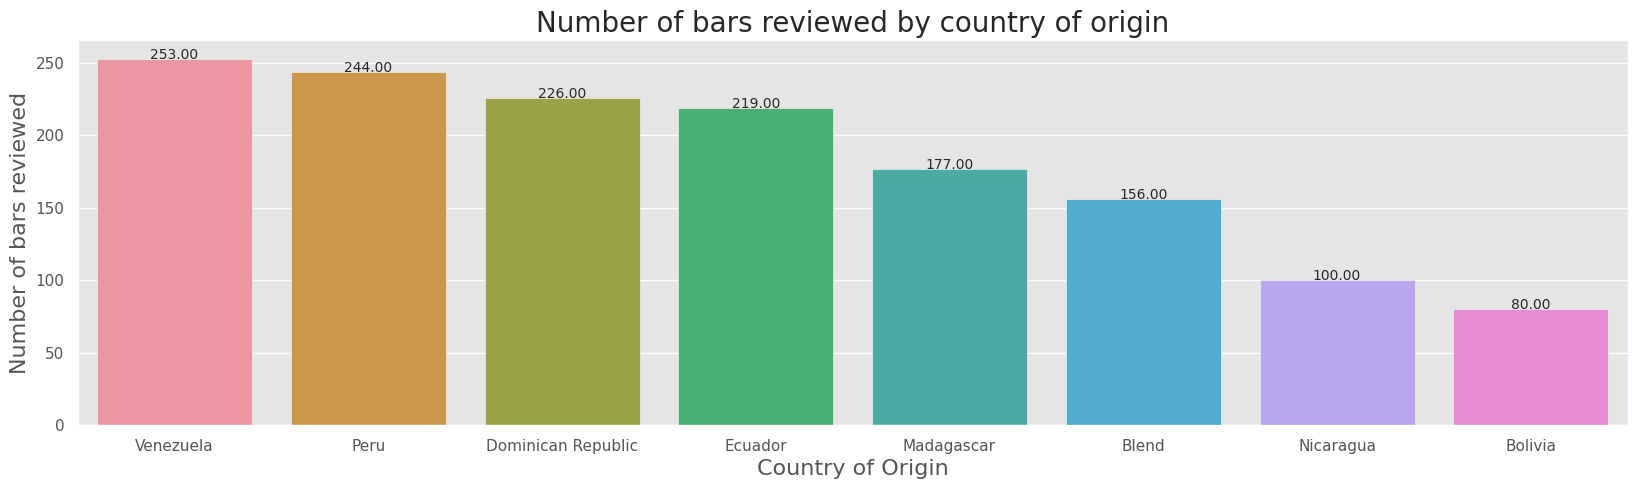 Number of bars reviewed by country of origin
Number of bars reviewed
250
200
150
100
50
0
253.00
244.00
226.00
219.00
177.00
156.00
100.00
80.00
Venezuela
Peru
Dominican Republic
Ecuador
Madagascar
Blend
Nicaragua
Bolivia
Country of Origin